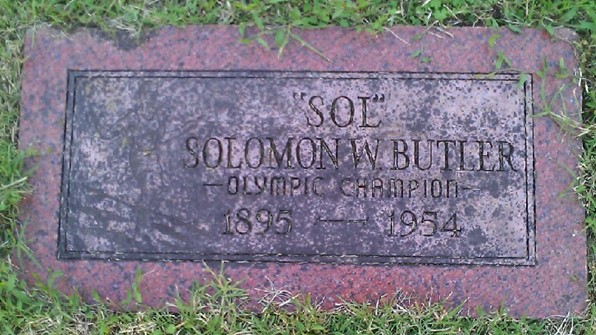 "SOL"
SOLOMON W. BUTLER
—OLYMPIC CHAMPION—
1895 — 1954